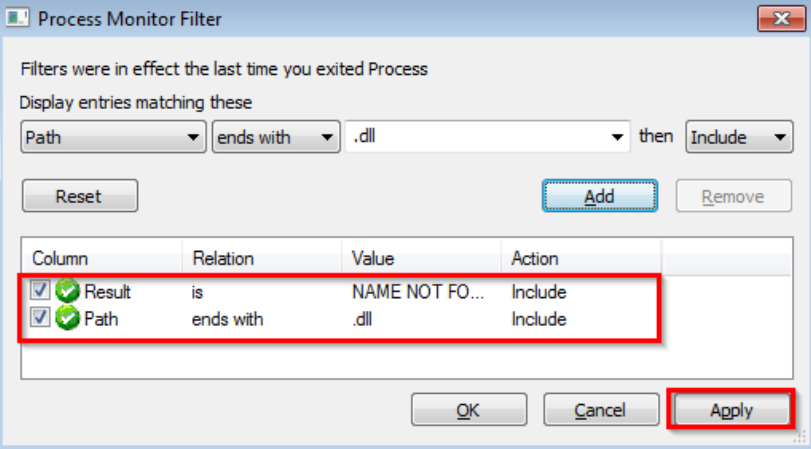 Process Monitor Filter
Filters were in effect the last time you exited Process
Display entries matching these
Path ends with .dll then Include
Reset Add Remove
Column Relation Value Action
Result is NAME NOT FO... Include
Path ends with .dll Include
OK Cancel Apply